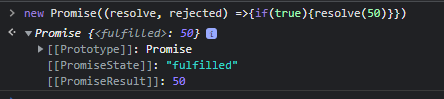 > new Promise((resolve, rejected) =>{if(true){resolve(50)}})
<· ▼Promise {<fulfilled>: 50} i
▶ [[Prototype]]: Promise
[[PromiseState]]: "fulfilled"
[[PromiseResult]]: 50